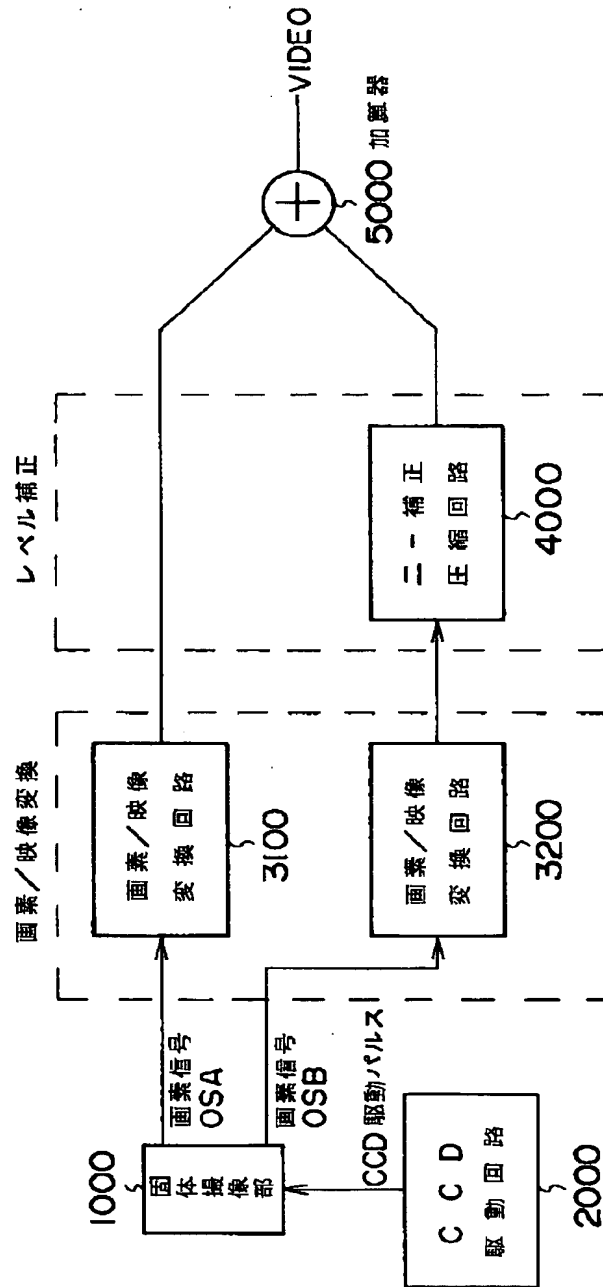 画素/映像変換
レベル補正
1000
固体撮像部
画素信号
OSA
画素信号
OSB
CCD駆動パルス
CCD
駆動回路
2000
画素/映像
変換回路
3100
画素/映像
変換回路
3200
ニー補正
圧縮回路
4000
VIDEO
5000 加算器